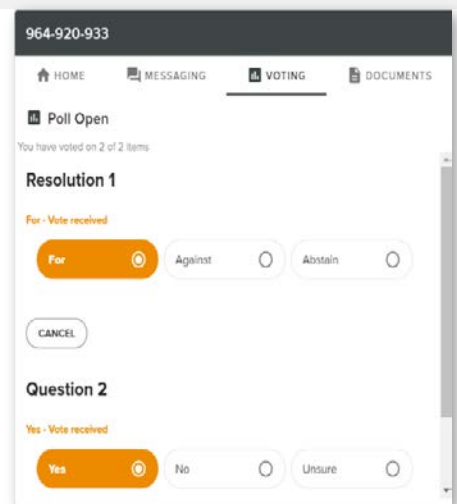 964-920-933
HOME MESSAGING VOTING DOCUMENTS
Poll Open
You have voted on 2 of 2 items
Resolution 1
For - Vote received
For Against Abstain
CANCEL
Question 2
Yes - Vote received
Yes No Unsure